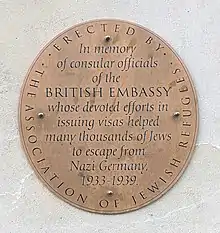 · ERECTED BY ·
THE ASSOCIATION OF JEWISH REFUGEES
In memory
of consular officials
of the
BRITISH EMBASSY
whose devoted efforts in
issuing visas helped
many thousands of Jews
to escape from
Nazi Germany,
1933-1939.